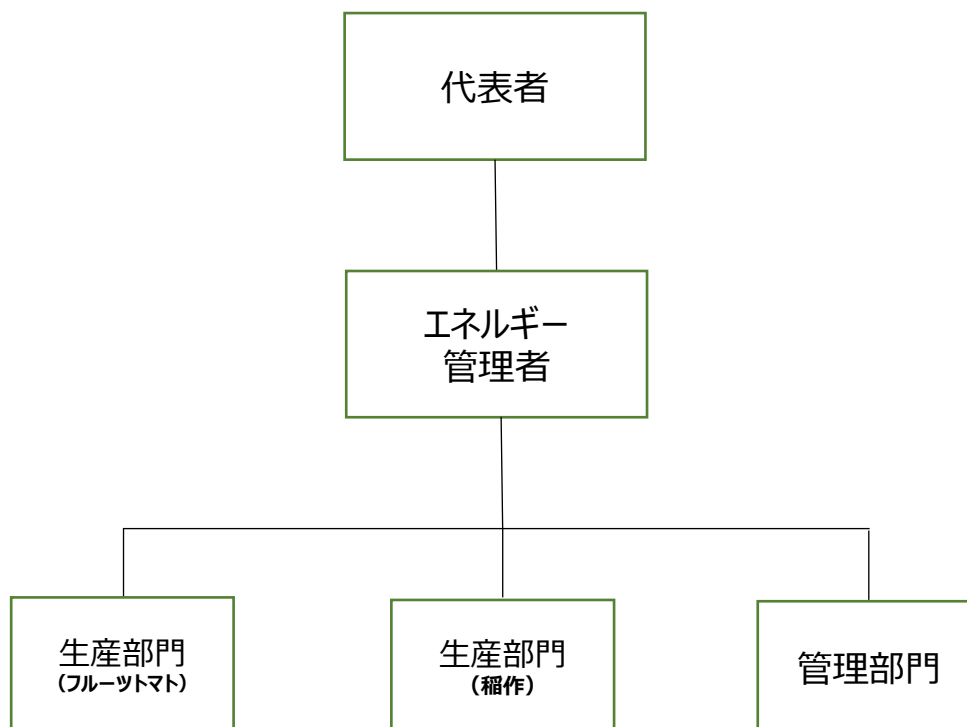 代表者
エネルギー
管理者
生産部門
(フルーツトマト)
生産部門
(稲作)
管理部門